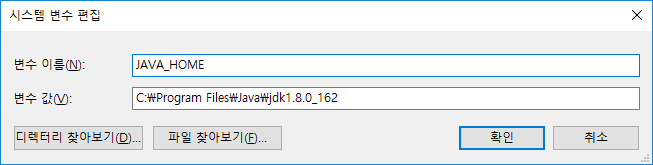 시스템 변수 편집
변수 이름(N):
JAVA_HOME
변수 값(V):
C:₩Program Files₩Java₩jdk1.8.0_162
디렉터리 찾아보기(D)... 파일 찾아보기(F)... 확인 취소